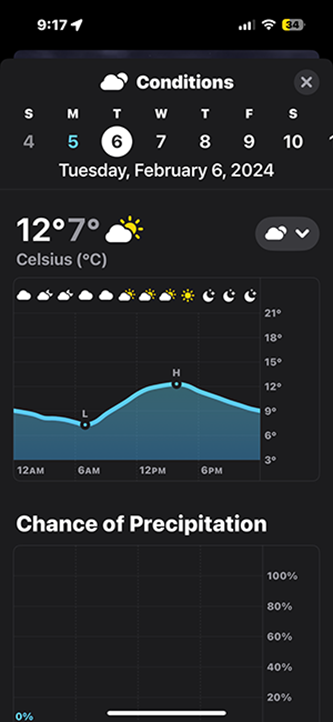 9:17 34
Conditions
S M T W T F S
4 5 6 7 8 9 10
Tuesday, February 6, 2024
12°7°
Celsius (°C)
21°
18°
15°
H
12°
L
9°
6°
3°
12AM 6AM 12PM 6PM
Chance of Precipitation
100%
80%
60%
40%
20%
0%